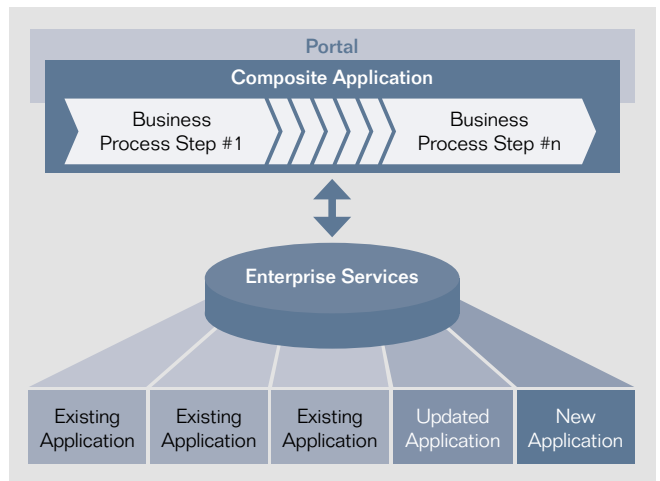 Portal
Composite Application
Business
Process Step #1
Business
Process Step #n
Enterprise Services
Existing
Application
Existing
Application
Existing
Application
Updated
Application
New
Application